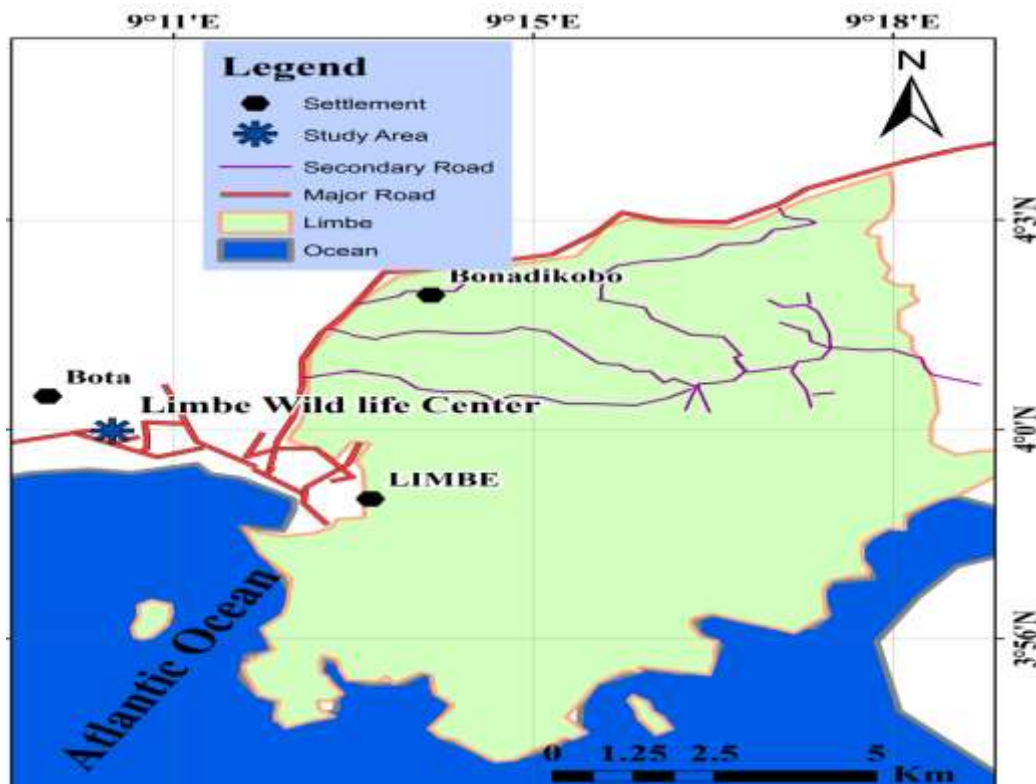 9°11'E 9°15'E 9°18'E
Legend
Settlement
Study Area
Secondary Road
Major Road
Limbe
Ocean
N
4°3'N
Bonadikobo
Bota
Limbe Wild life Center
4°0'N
LIMBE
3°56'N
Atlantic Ocean
0 1.25 2.5 5
Km